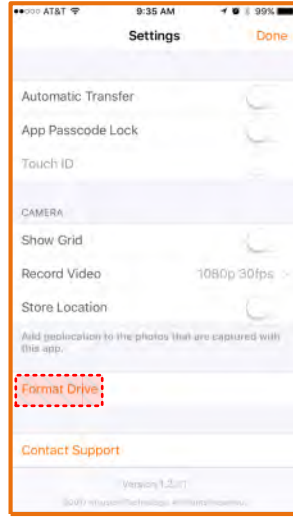 AT&T 9:35 AM 99%
Settings Done
Automatic Transfer
App Passcode Lock
Touch ID
CAMERA
Show Grid
Record Video 1080p 30fps >
Store Location
Add geolocation to the photos that are captured with
this app.
Format Drive
Contact Support
Version